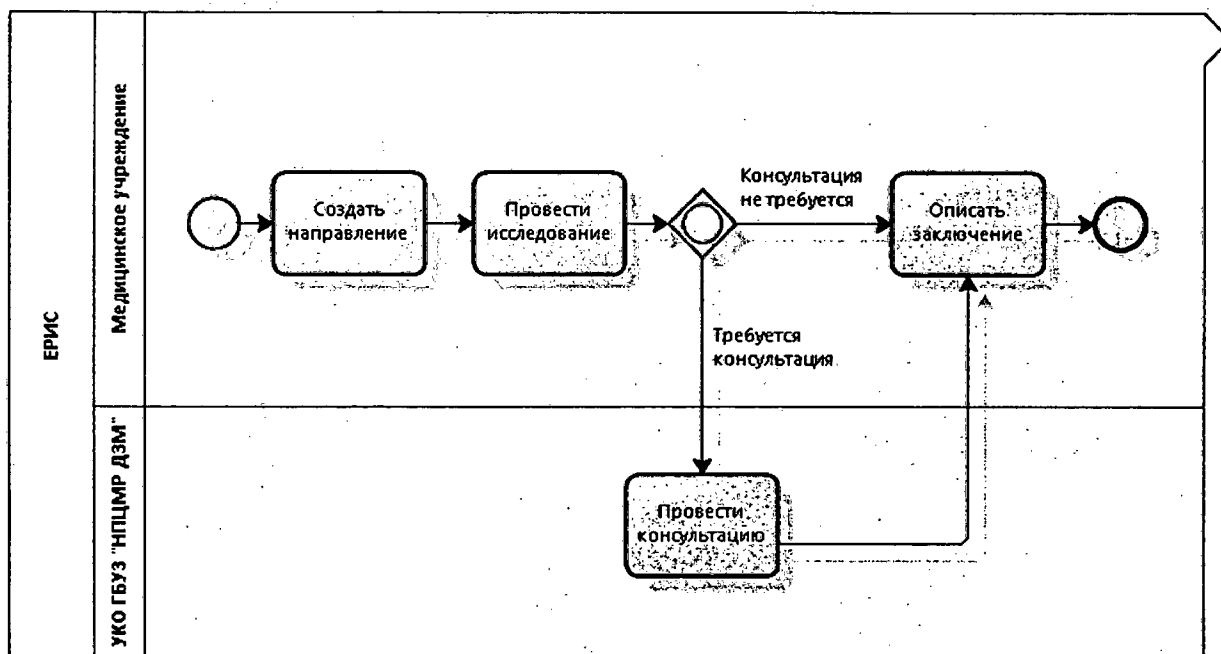 ЕРИС
Медицинское учреждение
Создать
направление
Провести
исследование
Консультация
не требуется
Описать
заключение
Требуется
консультация
УКО ГБУЗ "НПЦМР ДЗМ"
Провести
консультацию